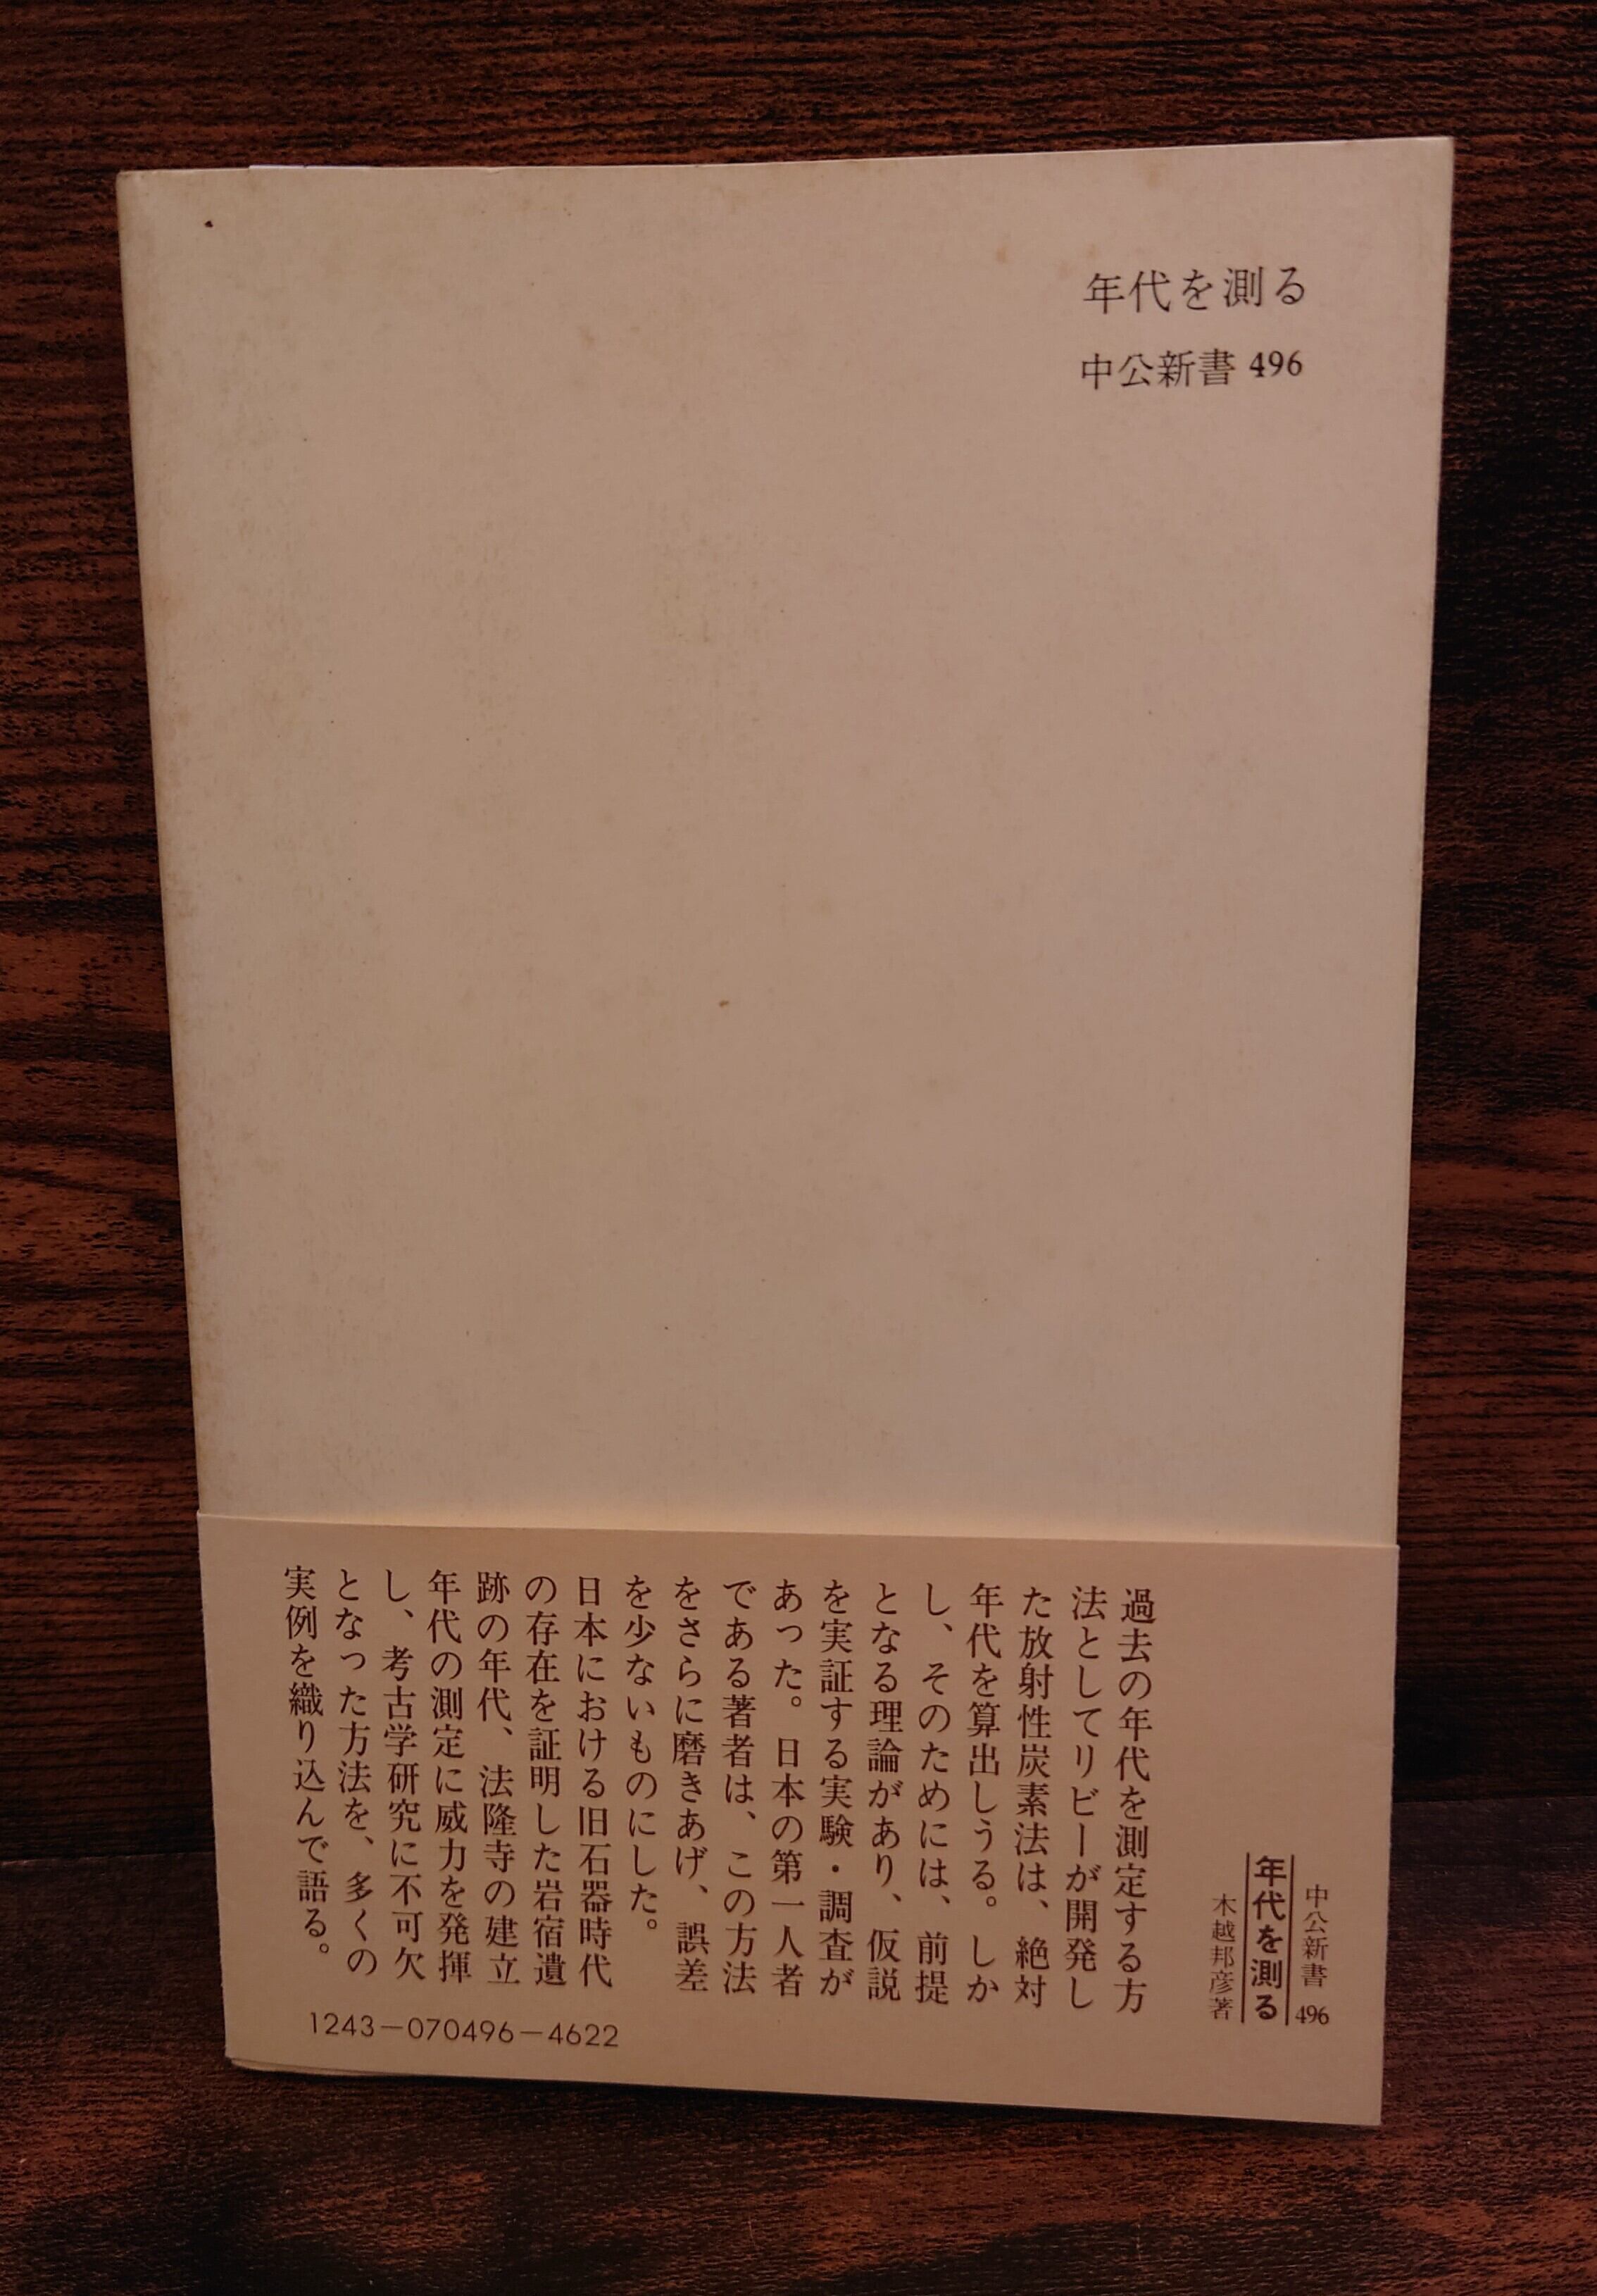 年代を測る
中公新書 496
中公新書 496
年代を測る
木越邦彦著
過去の年代を測定する方
法としてリビーが開発し
た放射性炭素法は、絶対
年代を算出しうる。しか
し、そのためには、前提
となる理論があり、仮説
を実証する実験・調査が
あった。日本の第一人者
である著者は、この方法
をさらに磨きあげ、誤差
を少ないものにした。
日本における旧石器時代
の存在を証明した岩宿遺
跡の年代、法隆寺の建立
年代の測定に威力を発揮
し、考古学研究に不可欠
となった方法を、多くの
実例を織り込んで語る。
1243-070496-4622